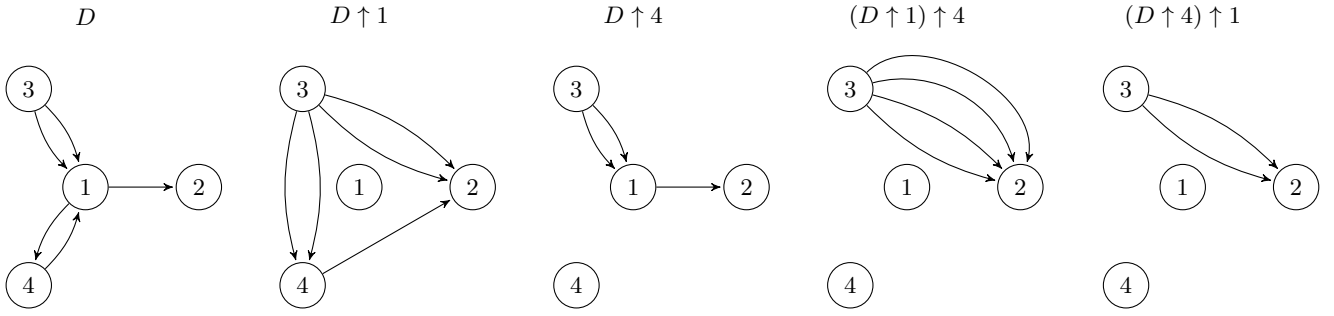 D D ↑ 1 D ↑ 4 (D ↑ 1) ↑ 4 (D ↑ 4) ↑ 1
3 3 3 3 3
1 2 1 2 1 2 1 2 1 2
4 4 4 4 4